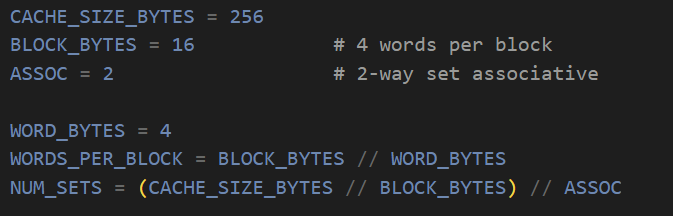 CACHE_SIZE_BYTES = 256
BLOCK_BYTES = 16 # 4 words per block
ASSOC = 2 # 2-way set associative
WORD_BYTES = 4
WORDS_PER_BLOCK = BLOCK_BYTES // WORD_BYTES
NUM_SETS = (CACHE_SIZE_BYTES // BLOCK_BYTES) // ASSOC